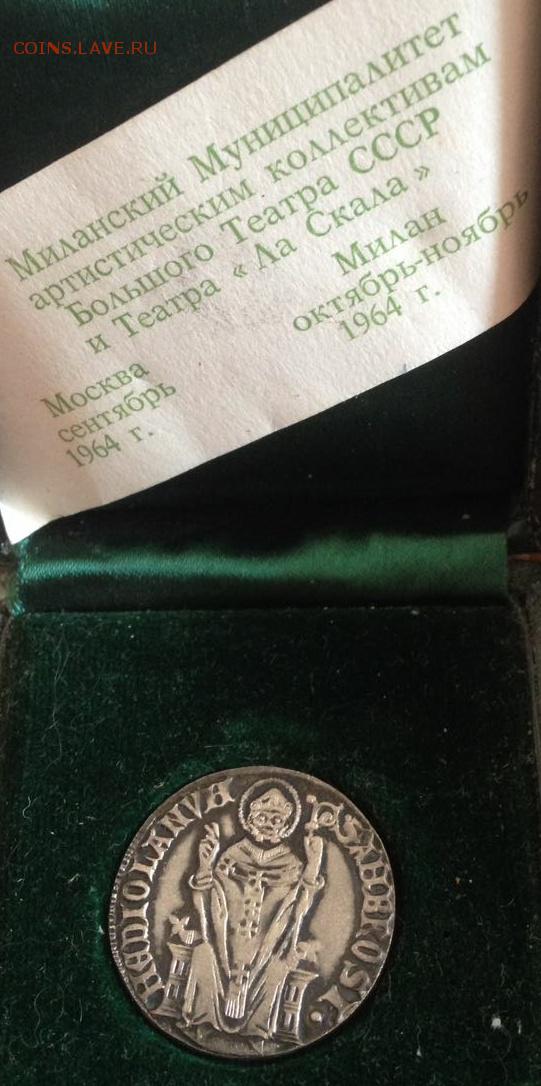 COINS.LAVE.RU
Миланский Муниципалитет
артистическим коллективам
Большого Театра СССР
и Театра « Ла Скала »
Москва
сентябрь
1964 г.
Милан
октябрь-ноябрь
1964 г.
MEDIOLANVM
S AMBROSI